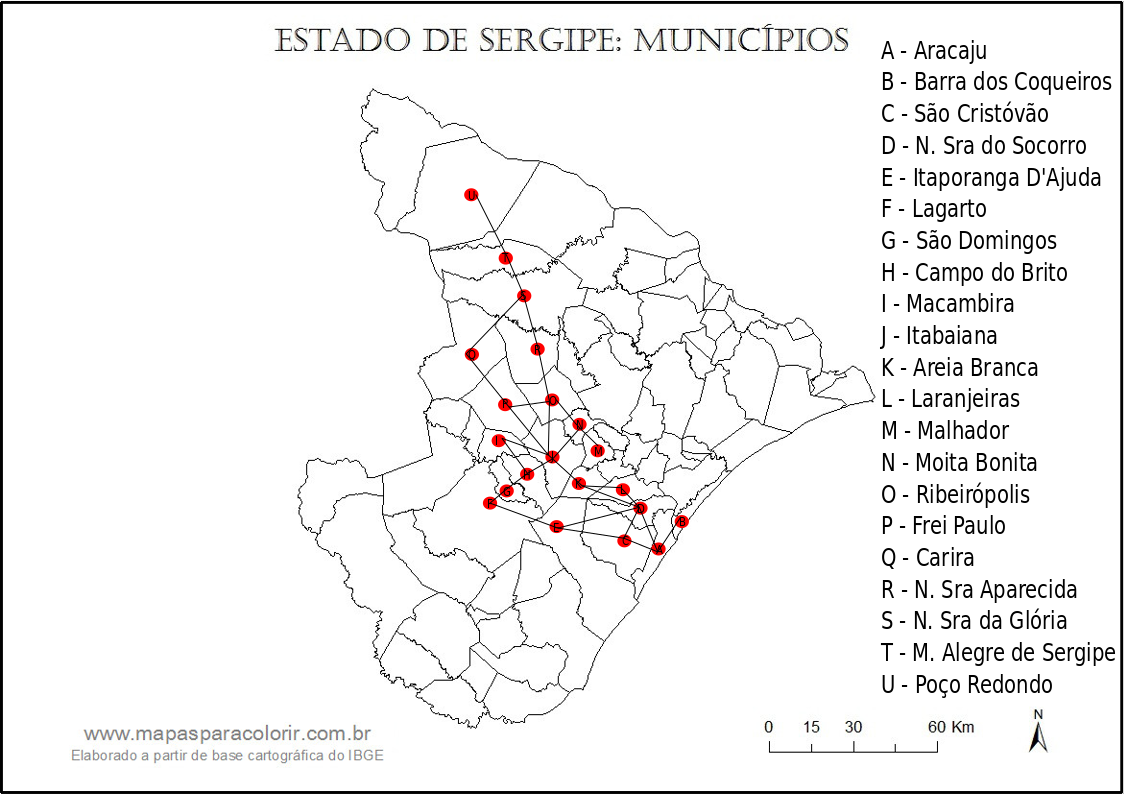 ESTADO DE SERGIPE: MUNICÍPIOS
A - Aracaju
B - Barra dos Coqueiros
C - São Cristóvão
D - N. Sra do Socorro
E - Itaporanga D'Ajuda
F - Lagarto
G - São Domingos
H - Campo do Brito
I - Macambira
J - Itabaiana
K - Areia Branca
L - Laranjeiras
M - Malhador
N - Moita Bonita
O - Ribeirópolis
P - Frei Paulo
Q - Carira
R - N. Sra Aparecida
S - N. Sra da Glória
T - M. Alegre de Sergipe
U - Poço Redondo
U
T
Q
R
O
N
I
M
H
G
K
F
B
C
A
www.mapasparacolorir.com.br
Elaborado a partir de base cartográfica do IBGE
0 15 30 60 Km
N